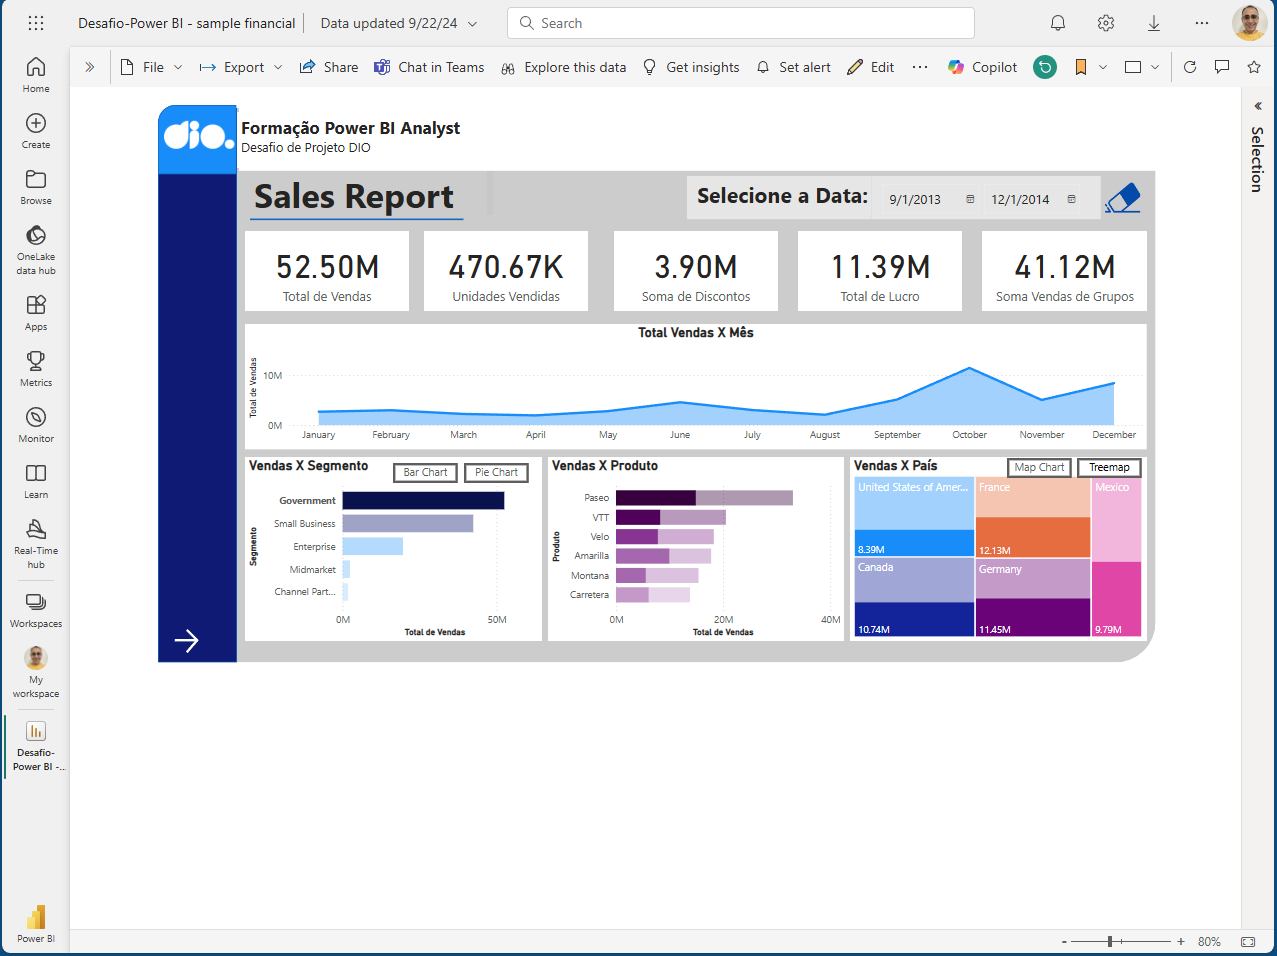 Desafio-Power BI - sample financial
Data updated 9/22/24
Search
File
Export
Share
Chat in Teams
Explore this data
Get insights
Set alert
Edit
Copilot
Home
Create
Browse
OneLake
data hub
Apps
Metrics
Monitor
Learn
Real-Time
hub
Workspaces
My
workspace
Desafio-
Power BI -...
Power BI
Selection
dio.
Formação Power BI Analyst
Desafio de Projeto DIO
Sales Report
Selecione a Data:
9/1/2013
12/1/2014
52.50M
Total de Vendas
470.67K
Unidades Vendidas
3.90M
Soma de Discontos
11.39M
Total de Lucro
41.12M
Soma Vendas de Grupos
Total Vendas X Mês
Total de Vendas
10M
0M
January
February
March
April
May
June
July
August
September
October
November
December
Vendas X Segmento
Bar Chart
Pie Chart
Segmento
Government
Small Business
Enterprise
Midmarket
Channel Part...
0M
50M
Total de Vendas
Vendas X Produto
Produto
Paseo
VTT
Velo
Amarilla
Montana
Carretera
0M
20M
40M
Total de Vendas
Vendas X País
Map Chart
Treemap
United States of Amer...
8.39M
France
12.13M
Mexico
9.79M
Canada
10.74M
Germany
11.45M
- + 80%